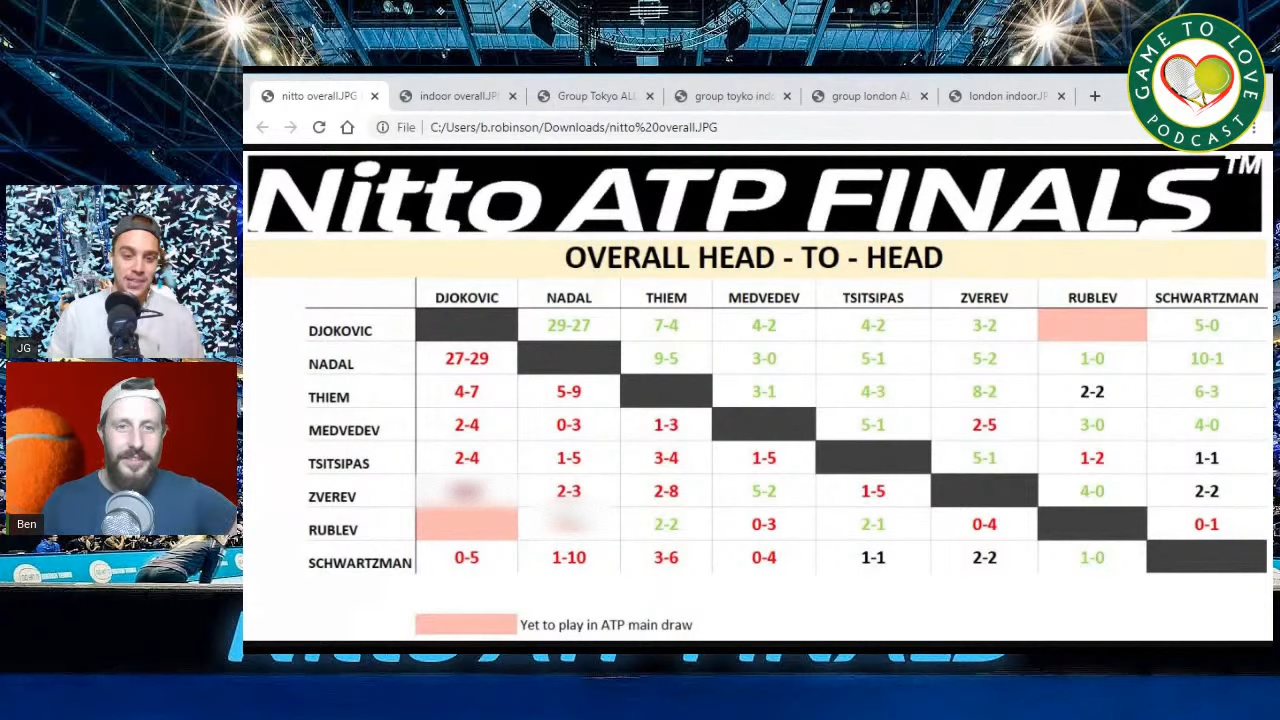 GAME TO LOVE PODCAST
nitto overall.JPG
indoor overall.JP
Group Tokyo ALL
group toyko indo
group london AL
london indoor.JP
File C:/Users/b.robinson/Downloads/nitto%20overall.JPG
Nitto ATP FINALS™
OVERALL HEAD - TO - HEAD
DJOKOVIC NADAL THIEM MEDVEDEV TSITSIPAS ZVEREV RUBLEV SCHWARTZMAN
DJOKOVIC 29-27 7-4 4-2 4-2 3-2 5-0
NADAL 27-29 9-5 3-0 5-1 5-2 1-0 10-1
THIEM 4-7 5-9 3-1 4-3 8-2 2-2 6-3
MEDVEDEV 2-4 0-3 1-3 5-1 2-5 3-0 4-0
TSITSIPAS 2-4 1-5 3-4 1-5 5-1 1-2 1-1
ZVEREV 2-3 2-8 5-2 1-5 4-0 2-2
RUBLEV 2-2 0-3 2-1 0-4 0-1
SCHWARTZMAN 0-5 1-10 3-6 0-4 1-1 2-2 1-0
Yet to play in ATP main draw
JG
Ben
Nitto ATP FINALS